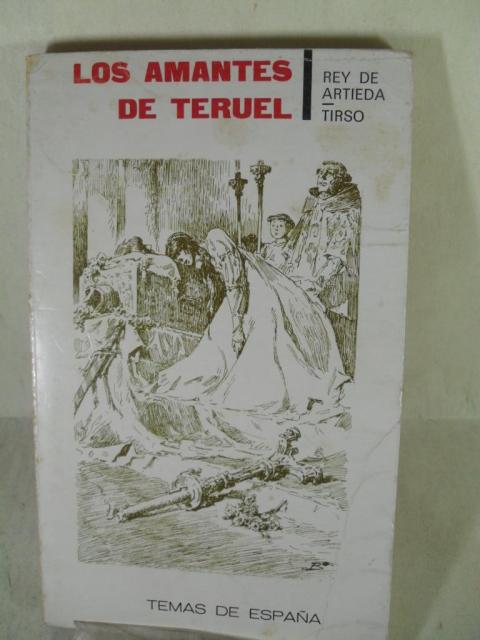 LOS AMANTES
DE TERUEL
REY DE
ARTIEDA
TIRSO
TEMAS DE ESPAÑA